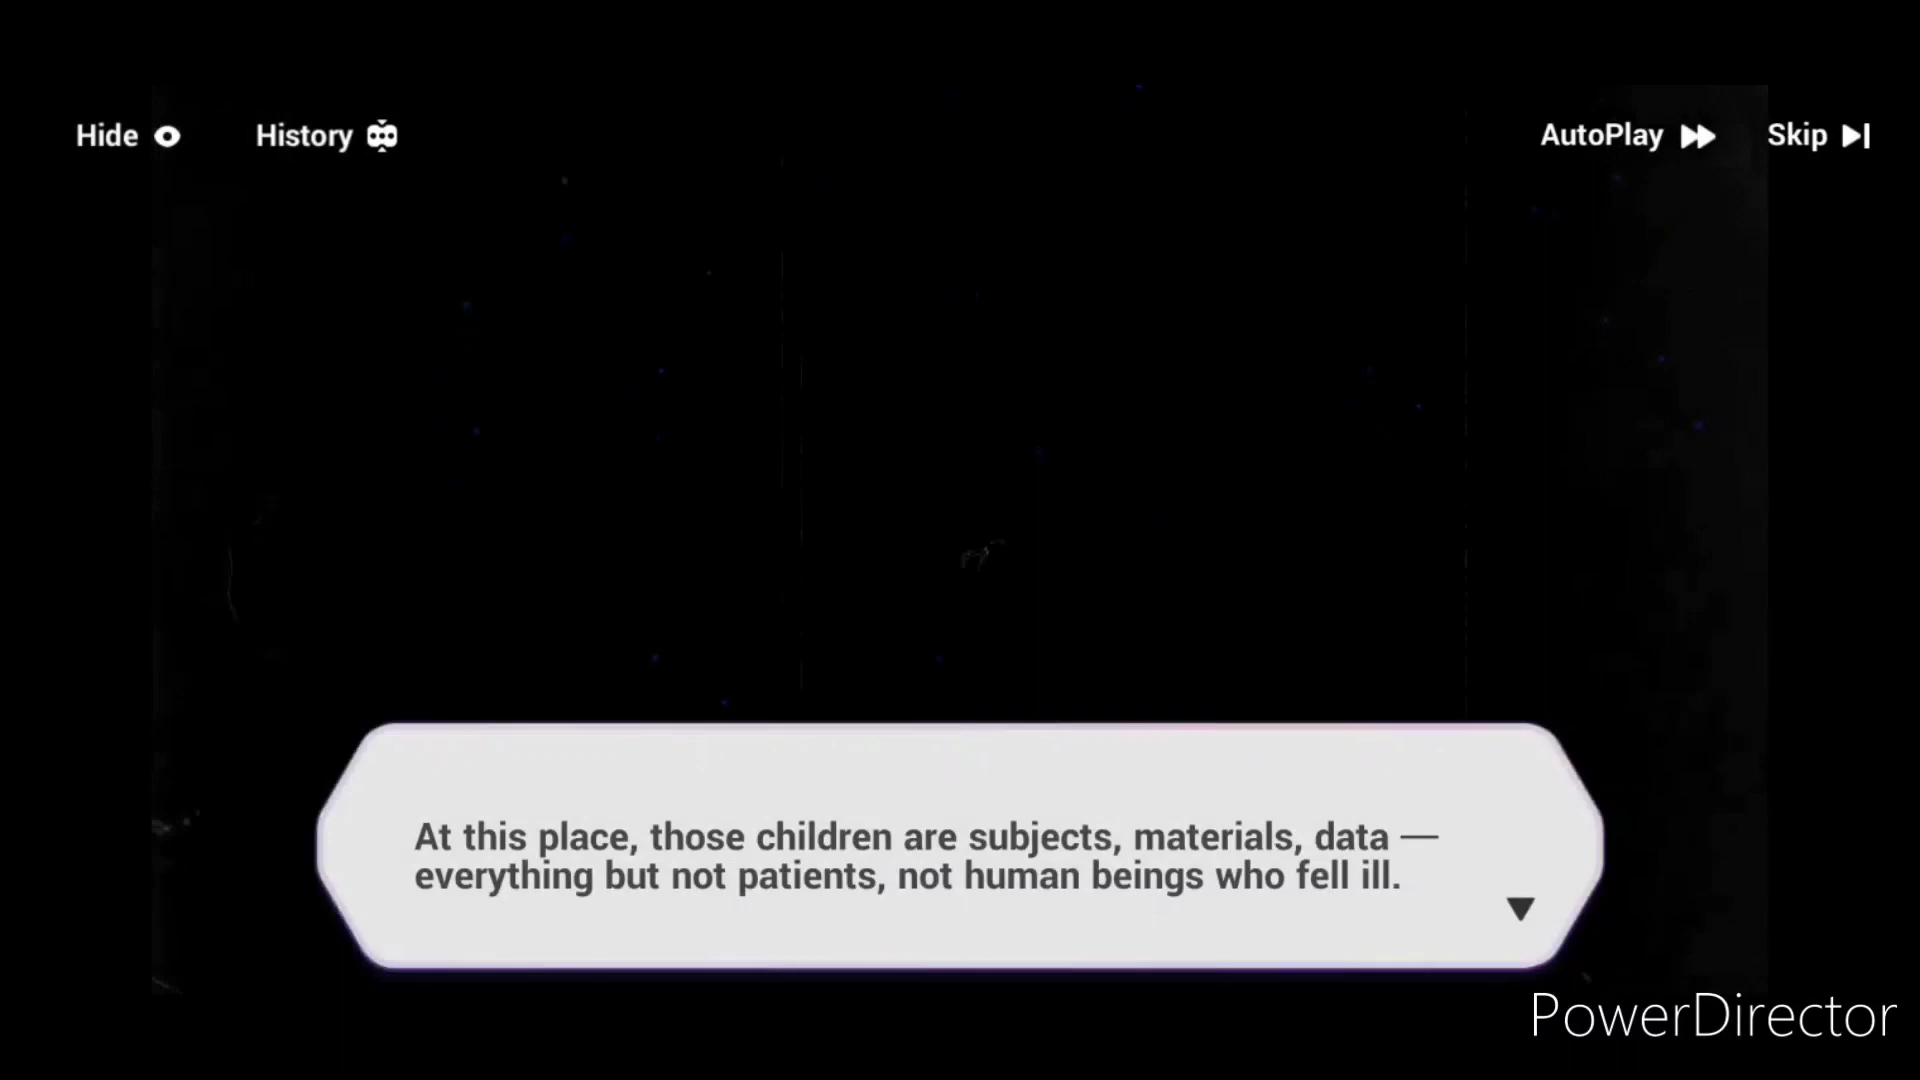 Hide
History
AutoPlay
Skip
At this place, those children are subjects, materials, data —
everything but not patients, not human beings who fell ill.
PowerDirector